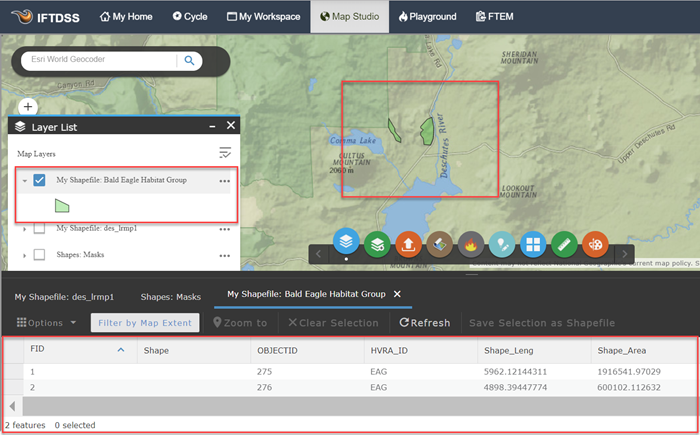 IFTDSS My Home Cycle My Workspace Map Studio Playground FTEM
Esri World Geocoder
Canyon Rd
SHERIDAN
MOUNTAIN
Layer List
Map Layers
My Shapefile: Bald Eagle Habitat Group
My Shapefile: des_lrmp1
Shapes: Masks
Comma Lake
CULTUS
MOUNTAIN
2060 m
Deschutes River
Upper Deschutes Rd
LOOKOUT
MOUNTAIN
current map policy.
My Shapefile: des_lrmp1 Shapes: Masks My Shapefile: Bald Eagle Habitat Group
Options Filter by Map Extent Zoom to Clear Selection Refresh Save Selection as Shapefile
FID Shape OBJECTID HVRA_ID Shape_Leng Shape_Area
1 275 EAG 5962.12144311 1916541.97029
2 276 EAG 4898.39447774 600102.112632
2 features 0 selected